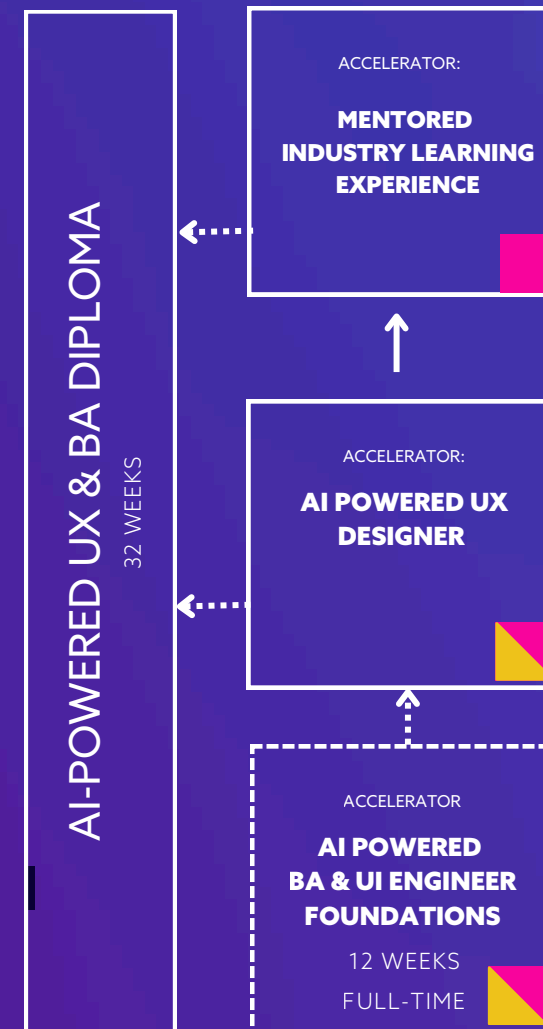 AI-POWERED UX & BA DIPLOMA
32 WEEKS
ACCELERATOR:
MENTORED
INDUSTRY LEARNING
EXPERIENCE
ACCELERATOR:
AI POWERED UX
DESIGNER
ACCELERATOR
AI POWERED
BA & UI ENGINEER
FOUNDATIONS
12 WEEKS
FULL-TIME